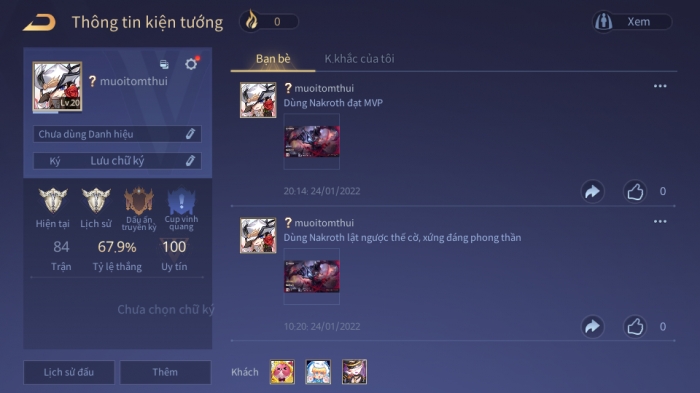 Thông tin kiện tướng
0
Xem
? muoitomthui
Lv 20
Chưa dùng Danh hiệu
Ký Lưu chữ ký
Hiện tại
Lịch sử
Dấu ấn truyền kỳ
Cup vinh quang
84
Trận
67.9%
Tỷ lệ thắng
100
Uy tín
Chưa chọn chữ ký
Lịch sử đấu
Thêm
Bạn bè
K.khắc của tôi
? muoitomthui
Dùng Nakroth đạt MVP
20:14: 24/01/2022
0
? muoitomthui
Dùng Nakroth lật ngược thế cờ, xứng đáng phong thần
10:20: 24/01/2022
0
Khách